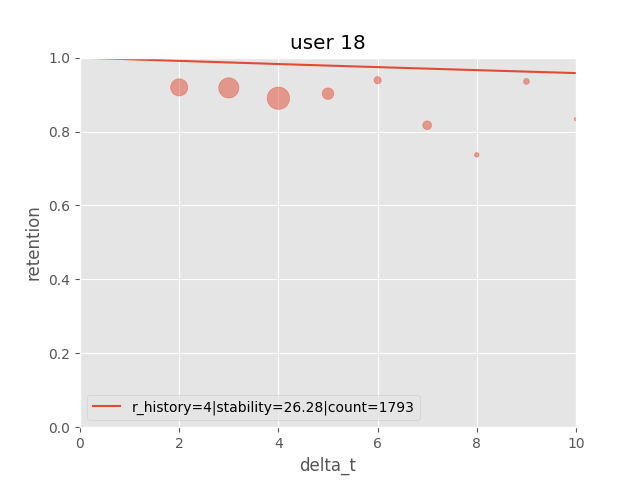 user 18
retention
1.0
0.8
0.6
0.4
0.2
0.0
r_history=4|stability=26.28|count=1793
0 2 4 6 8 10
delta_t